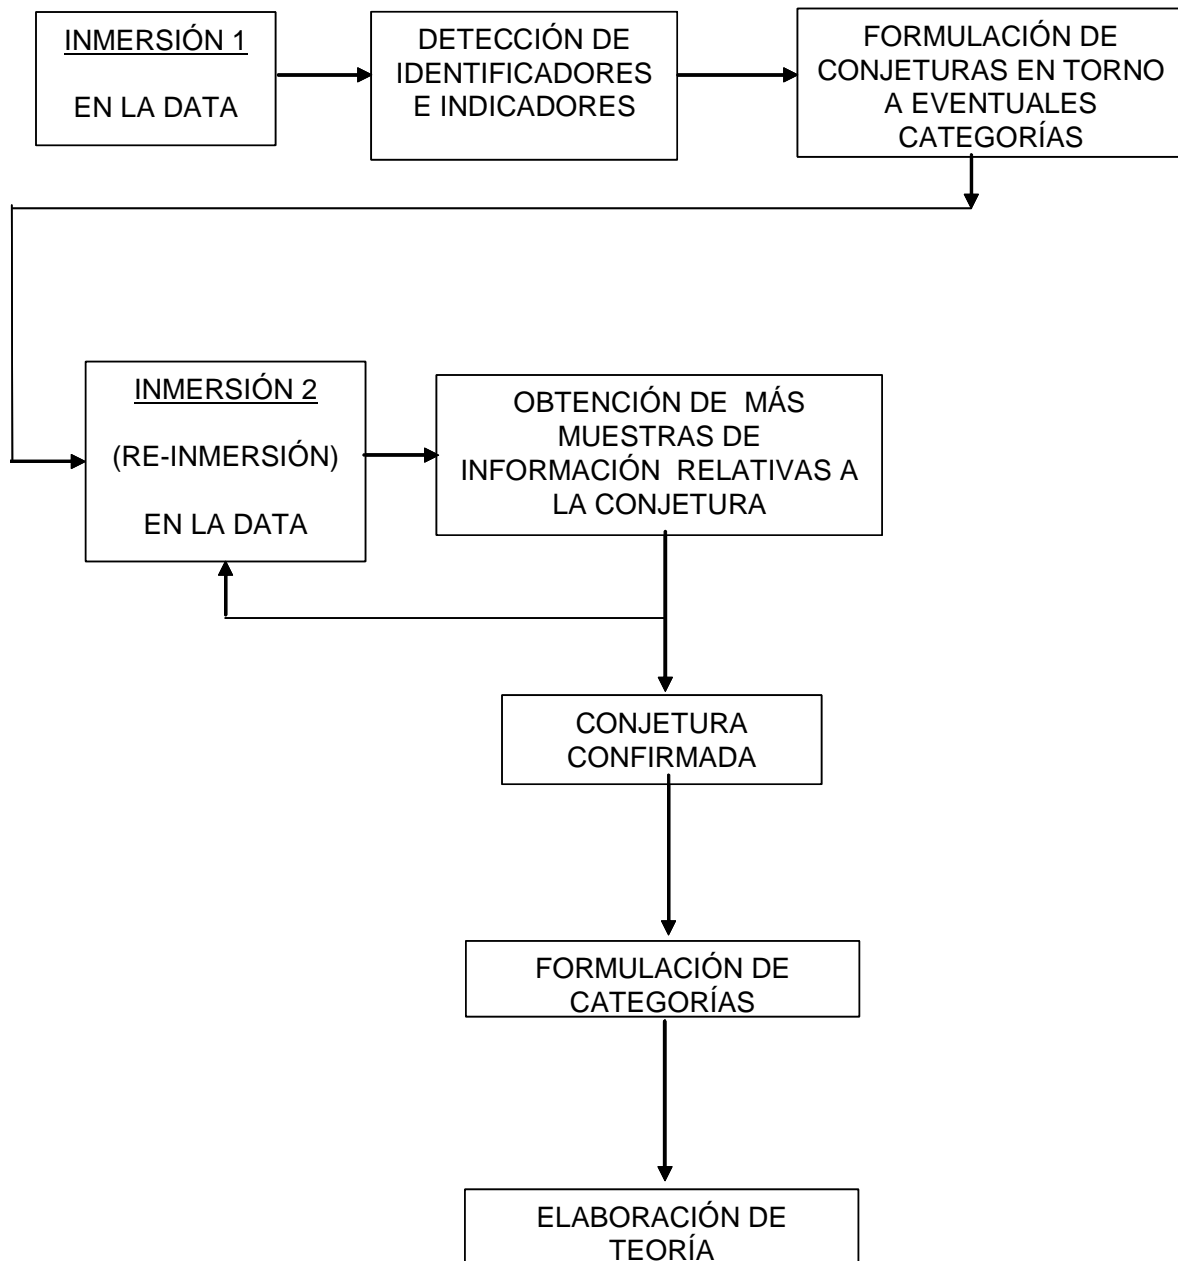 INMERSIÓN 1
EN LA DATA
DETECCIÓN DE
IDENTIFICADORES
E INDICADORES
FORMULACIÓN DE
CONJETURAS EN TORNO
A EVENTUALES
CATEGORÍAS
INMERSIÓN 2
(RE-INMERSIÓN)
EN LA DATA
OBTENCIÓN DE MÁS
MUESTRAS DE
INFORMACIÓN RELATIVAS A
LA CONJETURA
CONJETURA
CONFIRMADA
FORMULACIÓN DE
CATEGORÍAS
ELABORACIÓN DE
TEORÍA